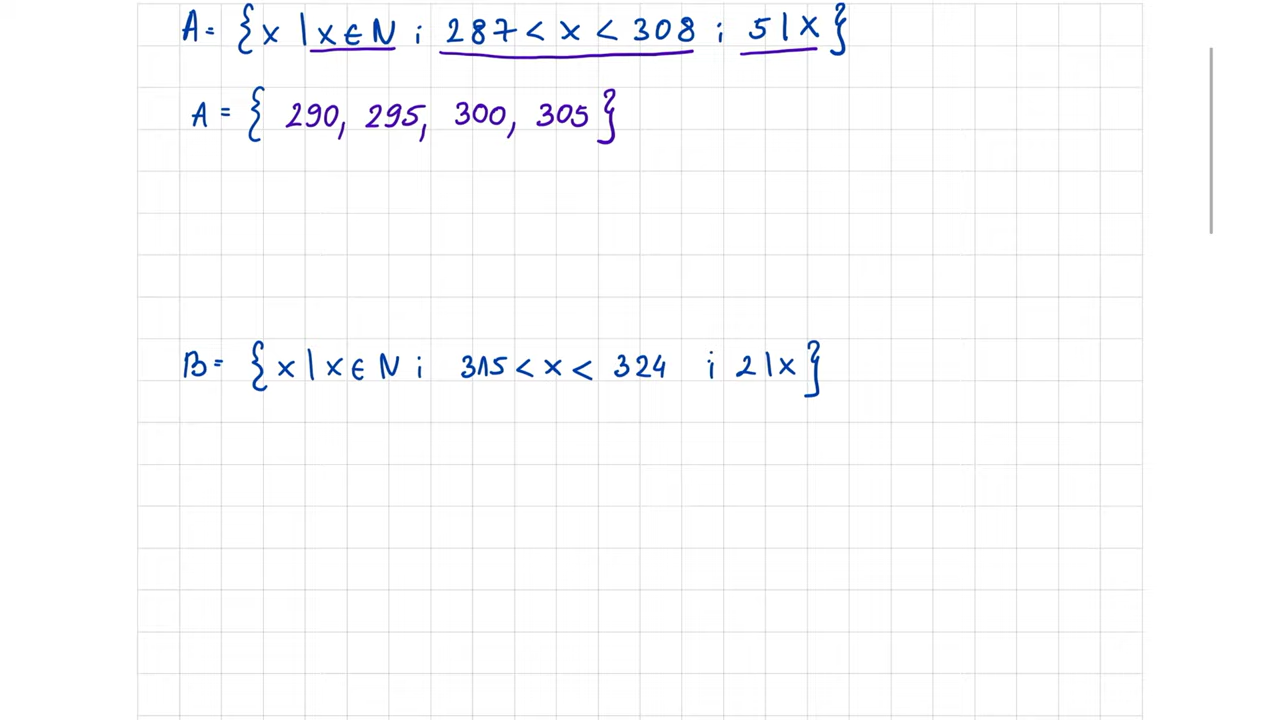 A = {x | x ∈ N i 287 < x < 308 i 5 | x}
A = { 290, 295, 300, 305}
B = {x | x ∈ N i 315 < x < 324 i 2 | x}